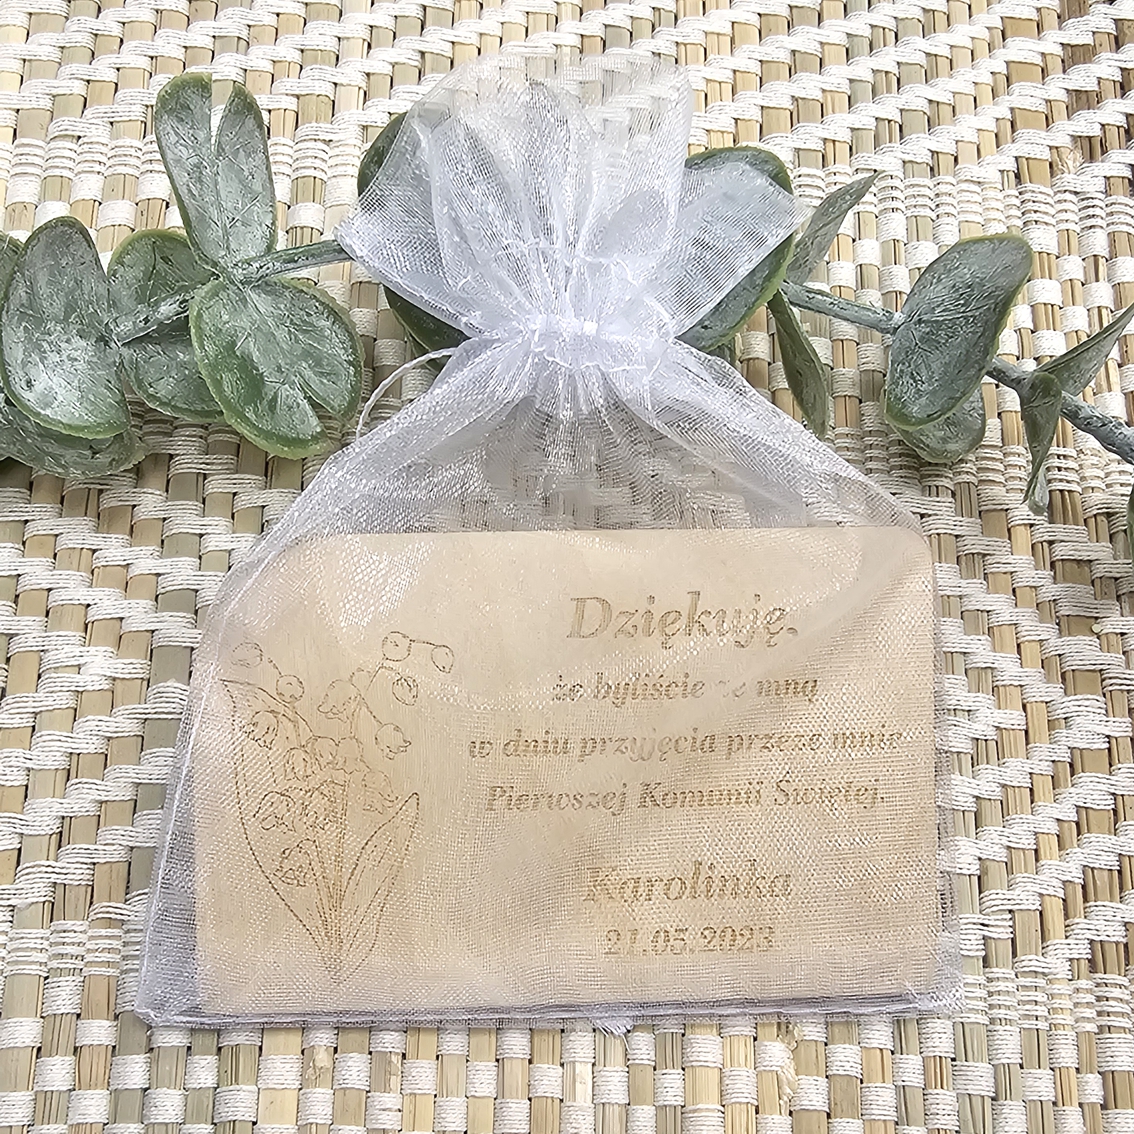 Dziękuję,
że byliście ze mną
w dniu przyjęcia przeze mnie
Pierwszej Komunii Świętej.
Karolinka
21.05.2023